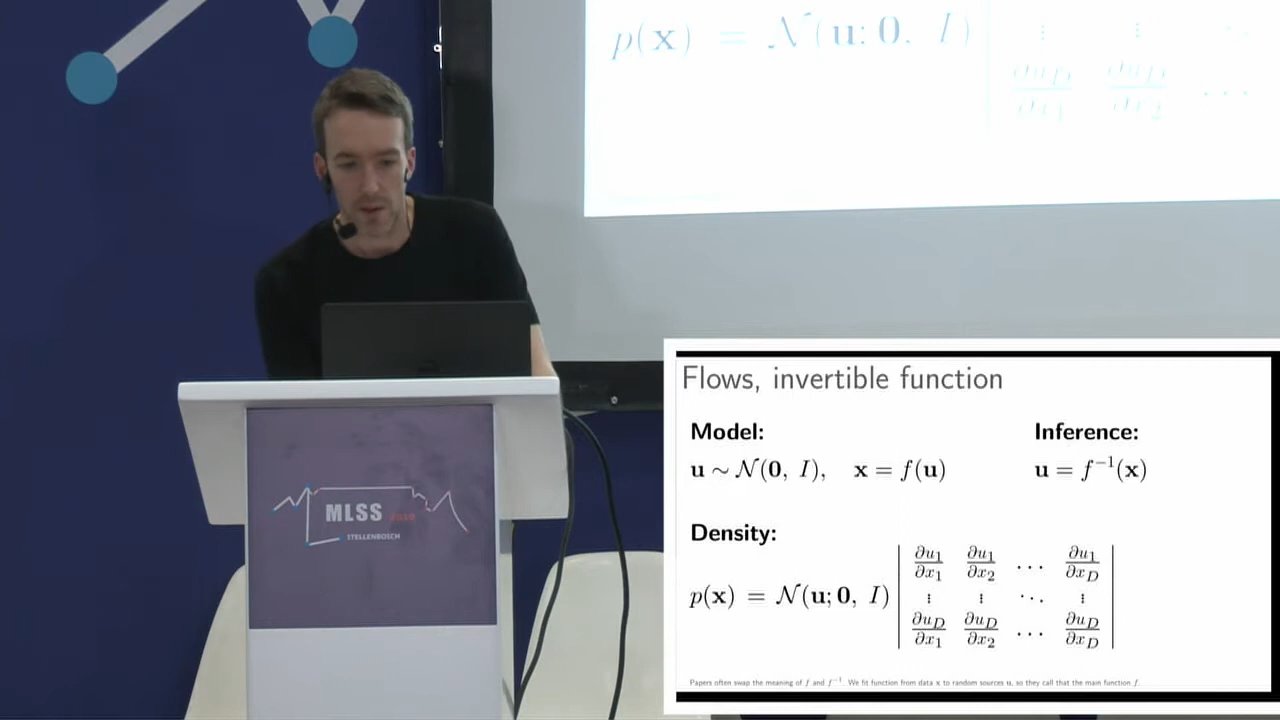 p(x) = N(u; 0, I)
⋮ ⋮
∂u_D ∂u_D
∂x_1 ∂x_2 ...
MLSS 2019
STELLENBOSCH
Flows, invertible function
Model: Inference:
u ∼ N(0, I), x = f(u) u = f⁻¹(x)
Density:
p(x) = N(u; 0, I) | ∂u_1/∂x_1 ∂u_1/∂x_2 ⋯ ∂u_1/∂x_D
⋮ ⋮ ⋱ ⋮
∂u_D/∂x_1 ∂u_D/∂x_2 ⋯ ∂u_D/∂x_D |
Papers often swap the meaning of f and f⁻¹. We fit function from data x to random sources u, so they call that the main function f.